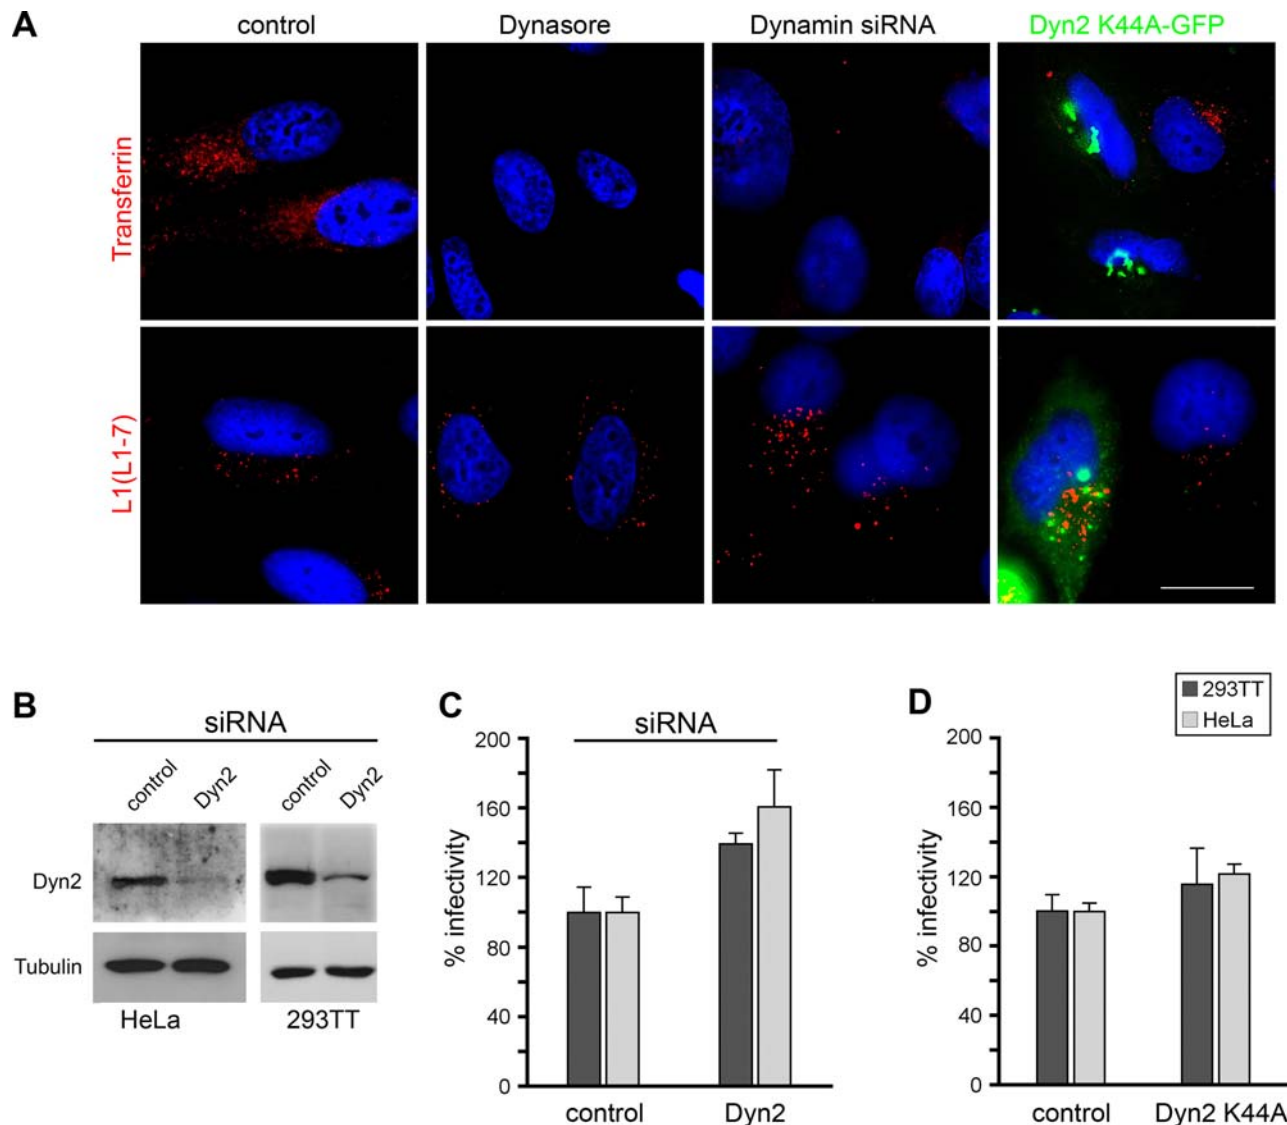 A
control
Dynasore
Dynamin siRNA
Dyn2 K44A-GFP
Transferrin
L1(L1-7)
B
siRNA
control
Dyn2
control
Dyn2
Dyn2
Tubulin
HeLa
293TT
C
siRNA
200
160
120
80
40
0
% infectivity
control
Dyn2
D
293TT
HeLa
200
160
120
80
40
0
% infectivity
control
Dyn2 K44A